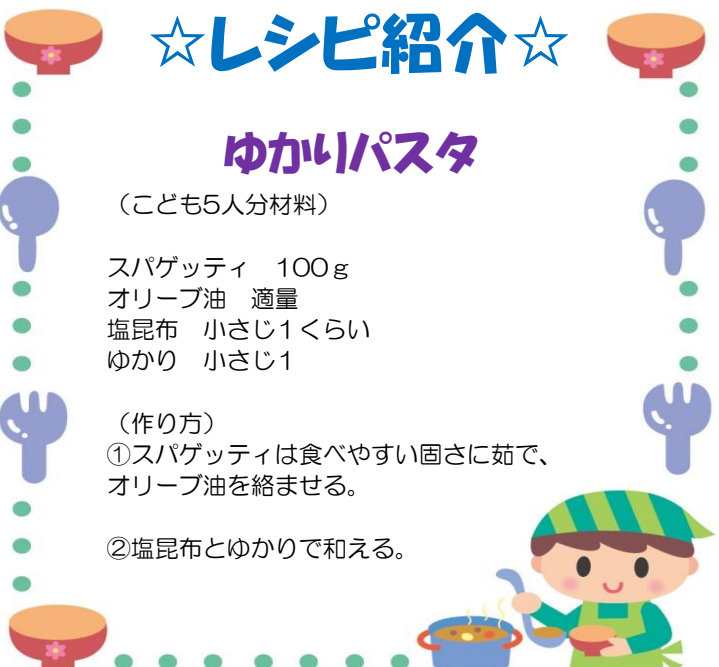 ☆レシピ紹介☆
ゆかりパスタ
（こども5人分材料）
スパゲッティ　100ｇ
オリーブ油　適量
塩昆布　小さじ1くらい
ゆかり　小さじ1
（作り方）
①スパゲッティは食べやすい固さに茹で、
オリーブ油を絡ませる。
②塩昆布とゆかりで和える。